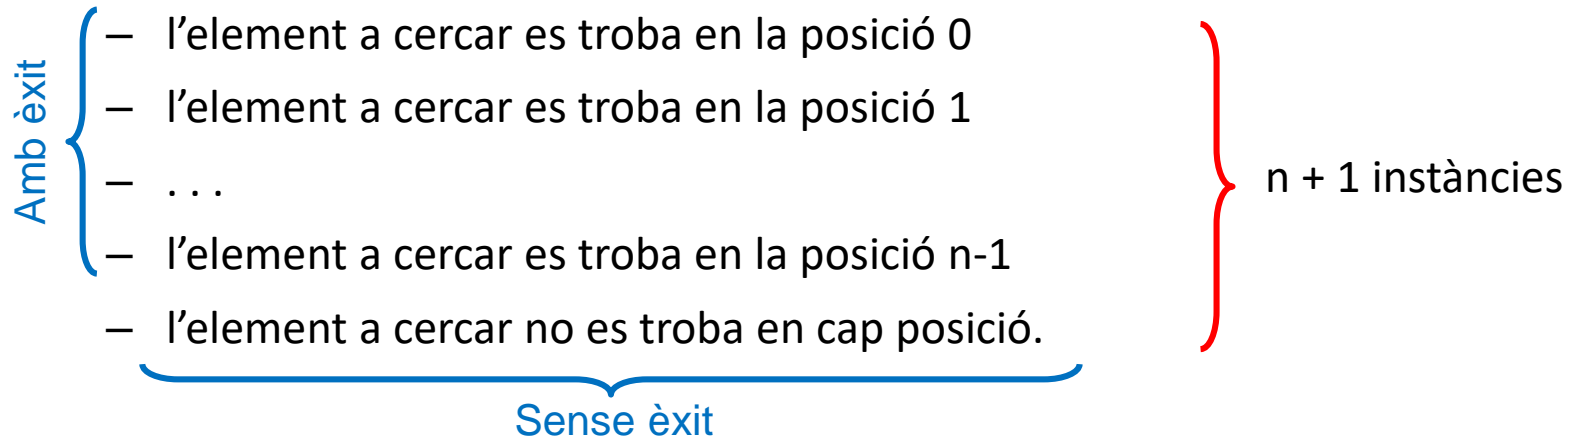 – l’element a cercar es troba en la posició 0
– l’element a cercar es troba en la posició 1
– . . .
– l’element a cercar es troba en la posició n-1
– l’element a cercar no es troba en cap posició.
Amb èxit
n + 1 instàncies
Sense èxit